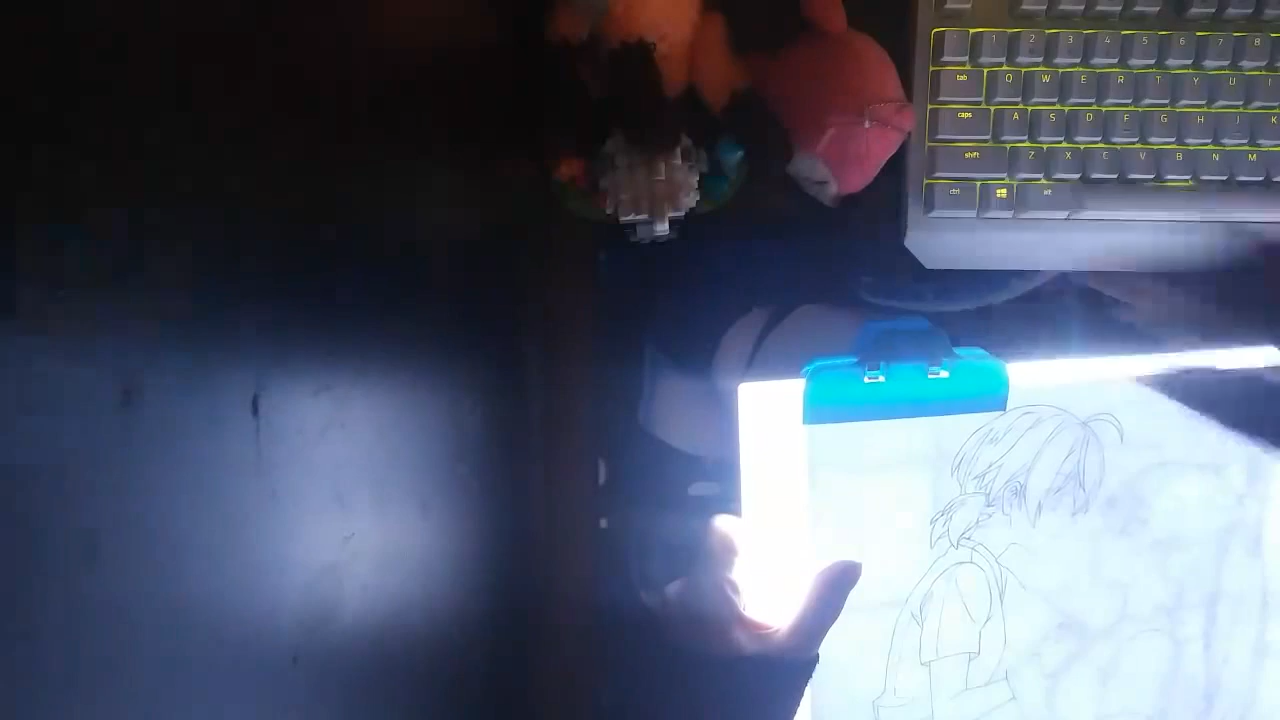 ` 1 2 3 4 5 6 7 8
tab Q W E R T Y U I
caps A S D F G H J K
shift Z X C V B N M
ctrl alt